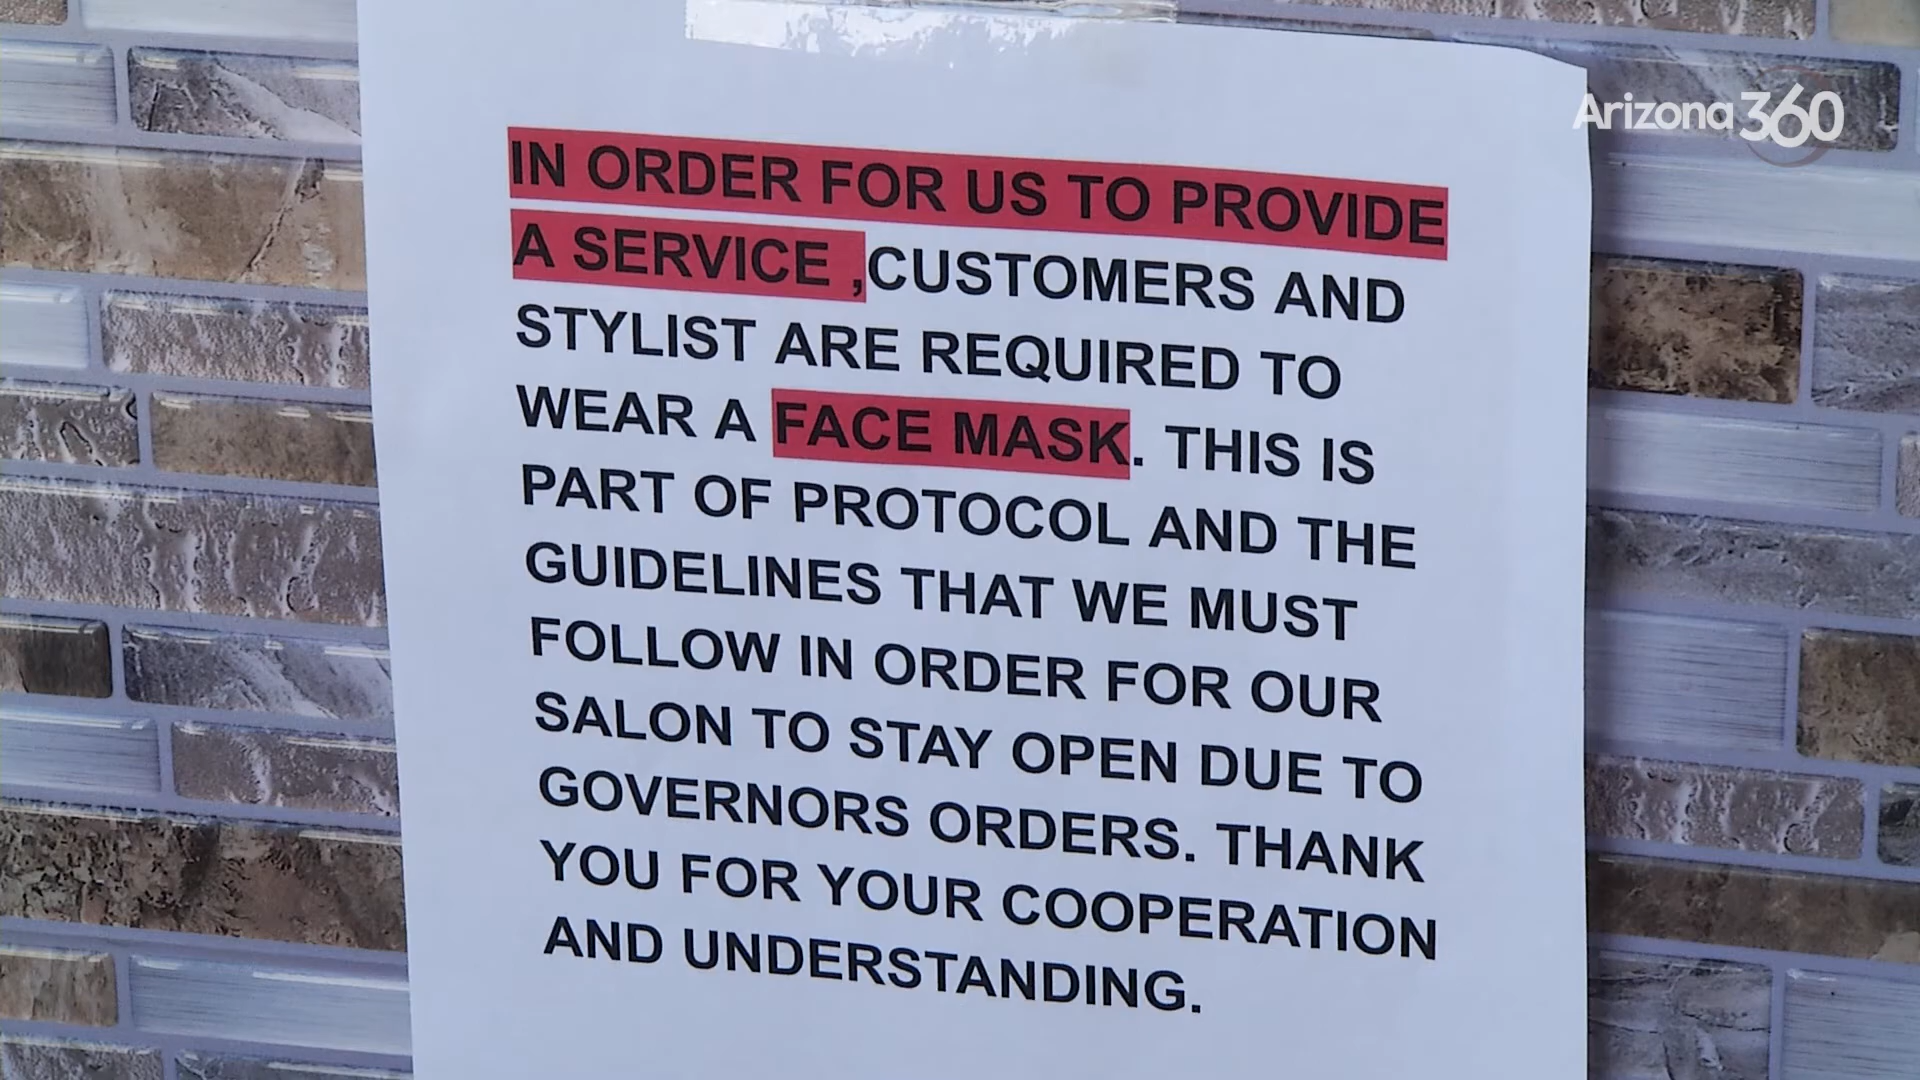 Arizona 360
IN ORDER FOR US TO PROVIDE
A SERVICE ,CUSTOMERS AND
STYLIST ARE REQUIRED TO
WEAR A FACE MASK. THIS IS
PART OF PROTOCOL AND THE
GUIDELINES THAT WE MUST
FOLLOW IN ORDER FOR OUR
SALON TO STAY OPEN DUE TO
GOVERNORS ORDERS. THANK
YOU FOR YOUR COOPERATION
AND UNDERSTANDING.